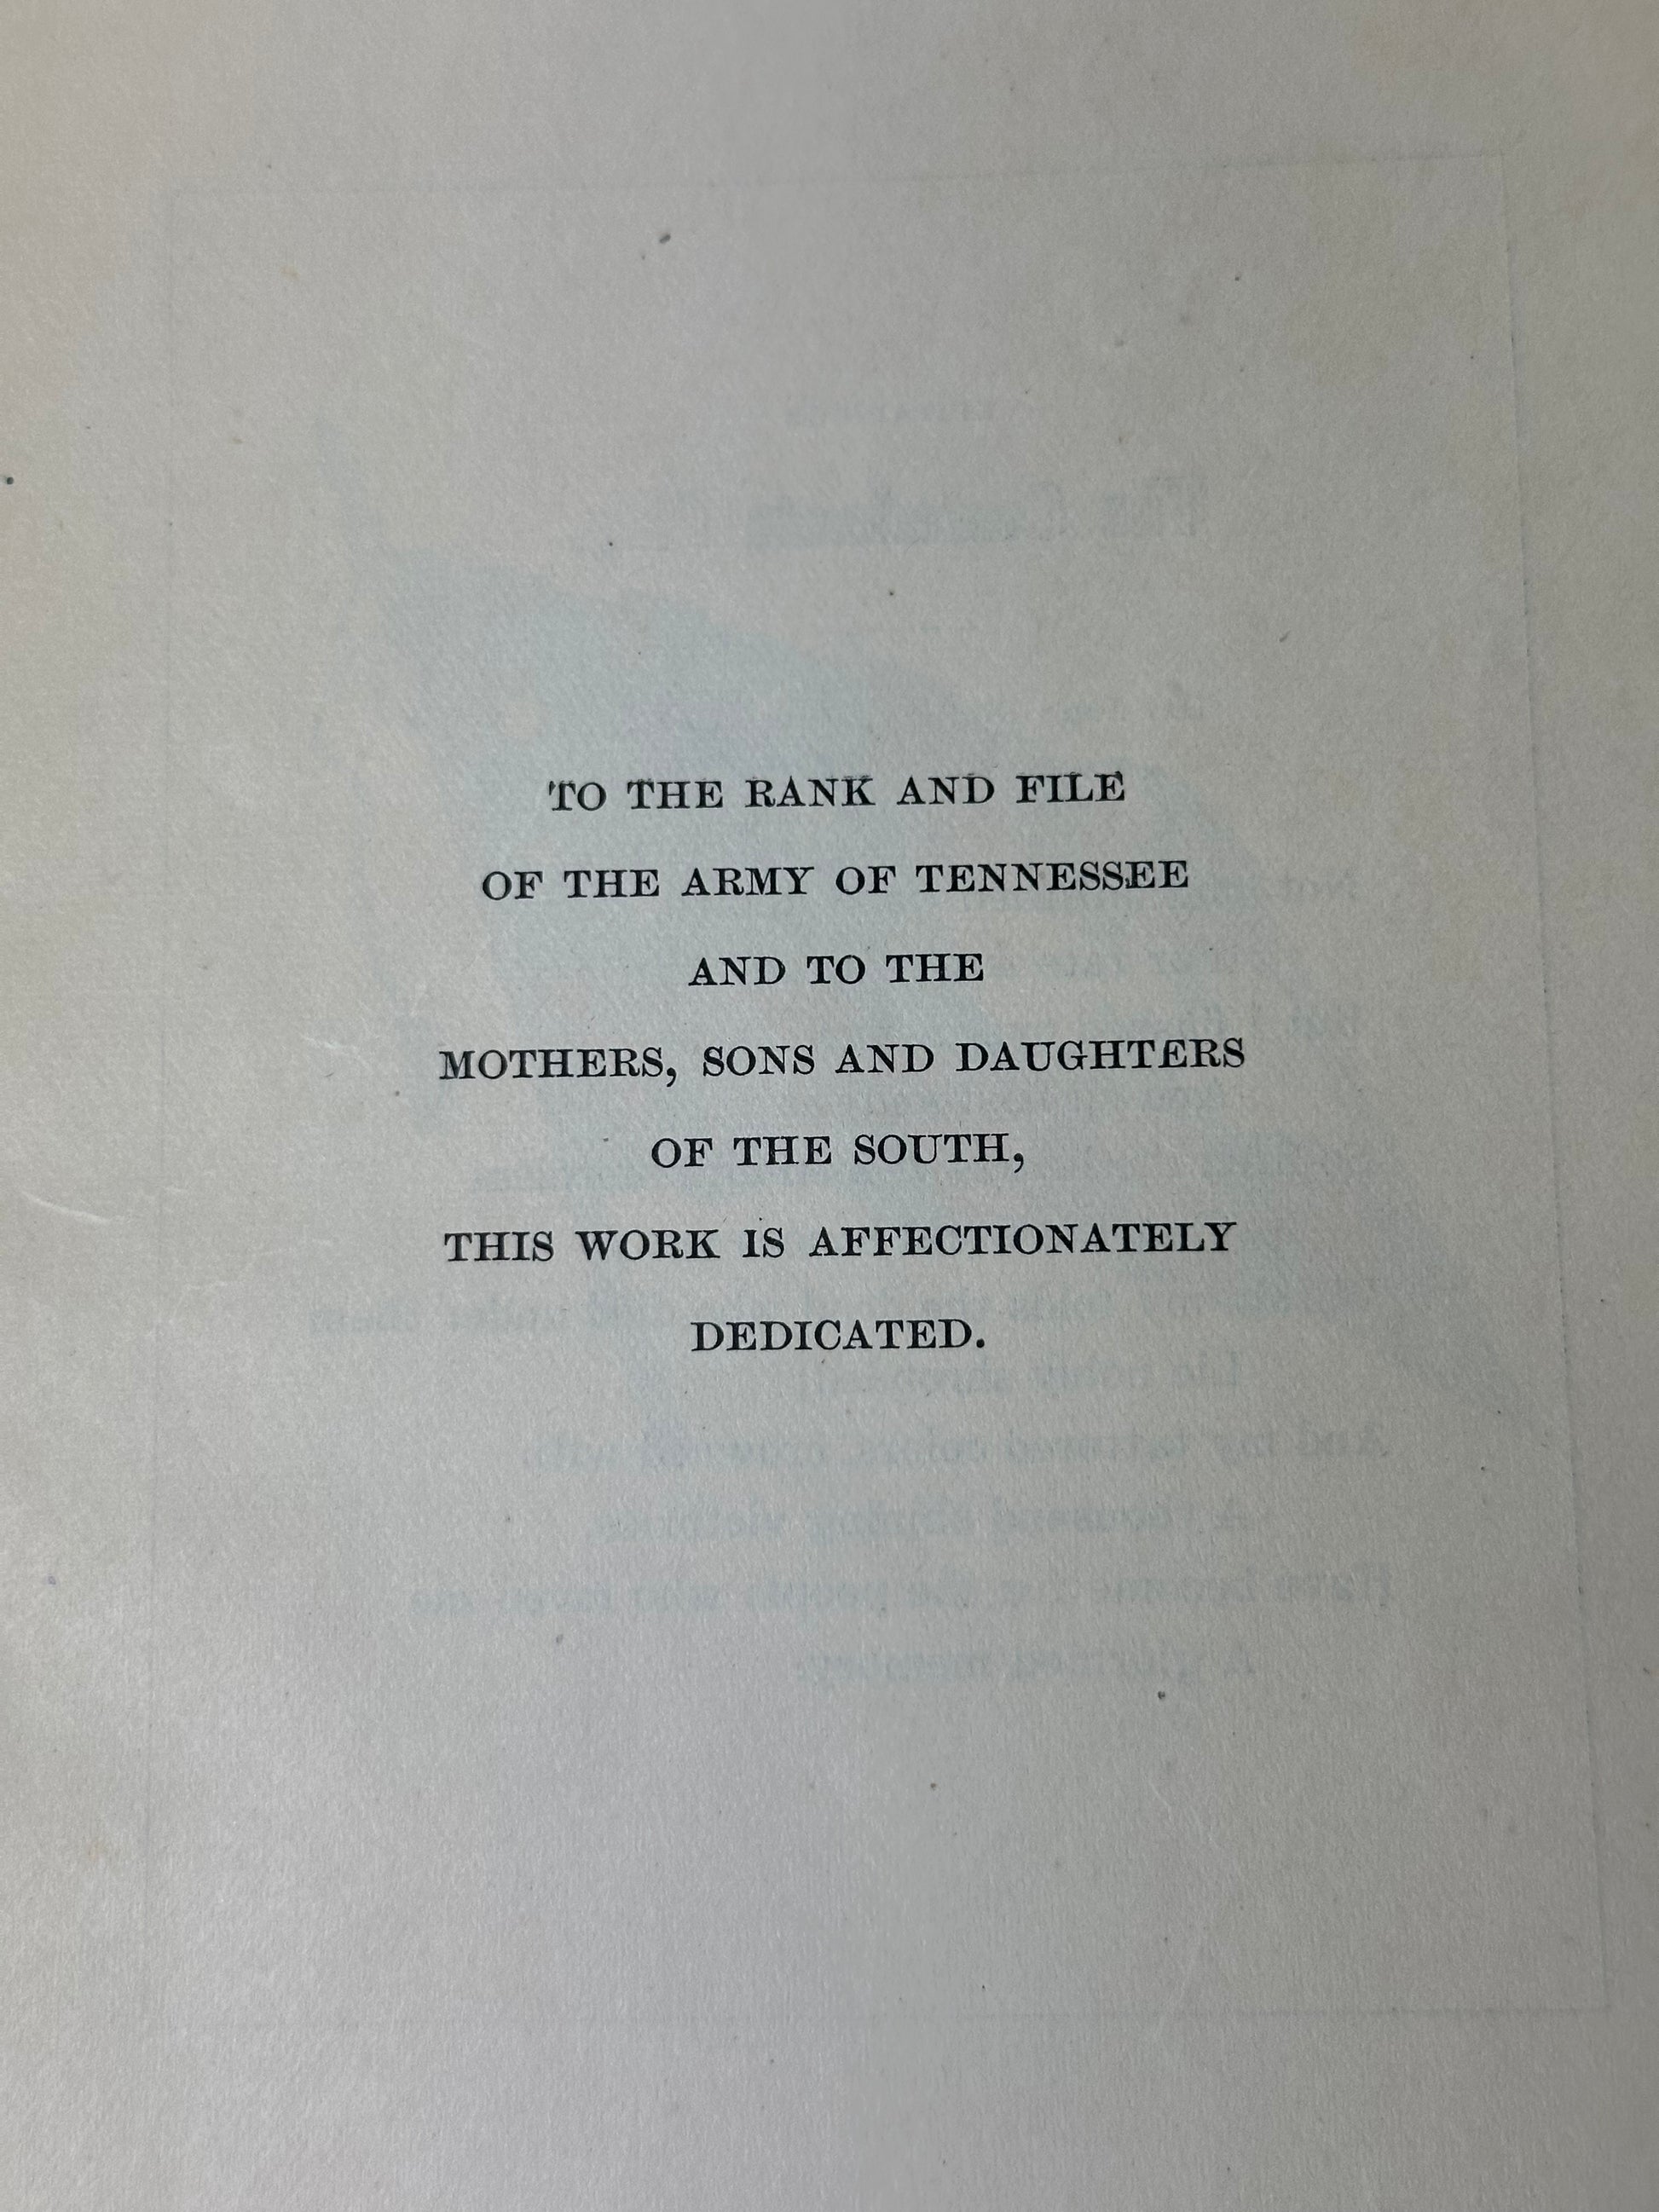 TO THE RANK AND FILE
OF THE ARMY OF TENNESSEE
AND TO THE
MOTHERS, SONS AND DAUGHTERS
OF THE SOUTH,
THIS WORK IS AFFECTIONATELY
DEDICATED.